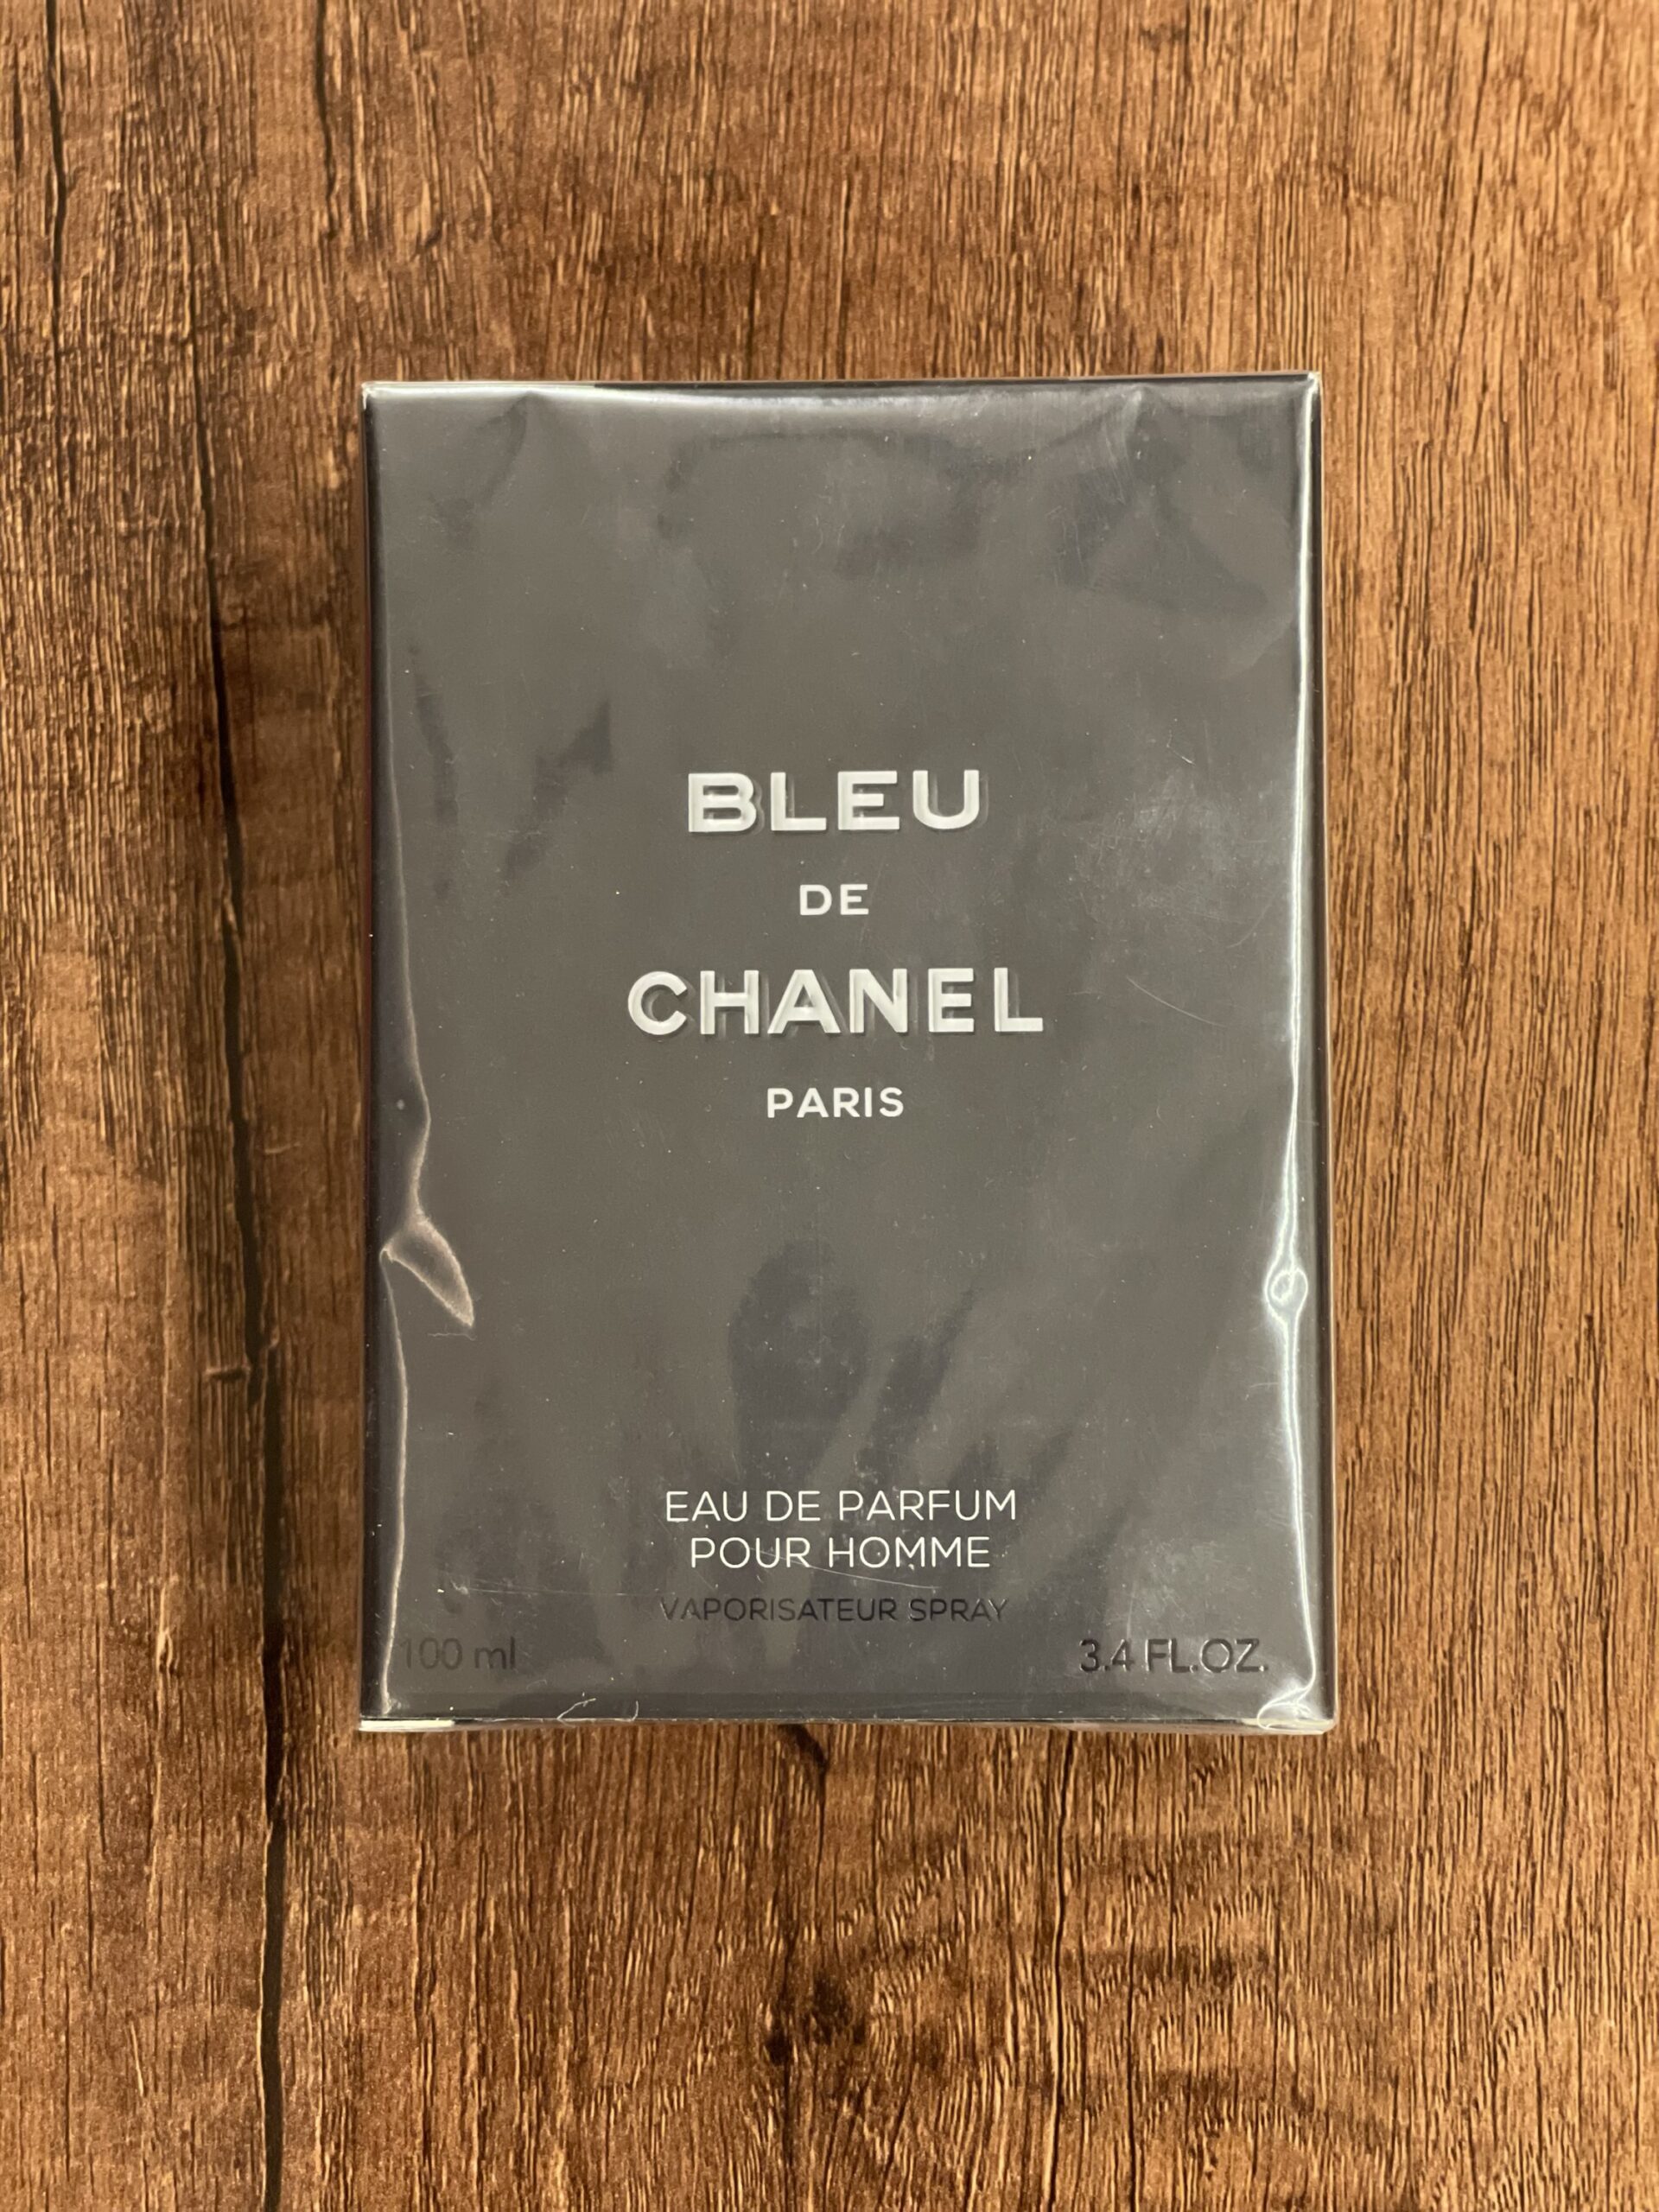 BLEU
DE
CHANEL
PARIS
EAU DE PARFUM
POUR HOMME
VAPORISATEUR SPRAY
100 ml 3.4 FL.OZ.